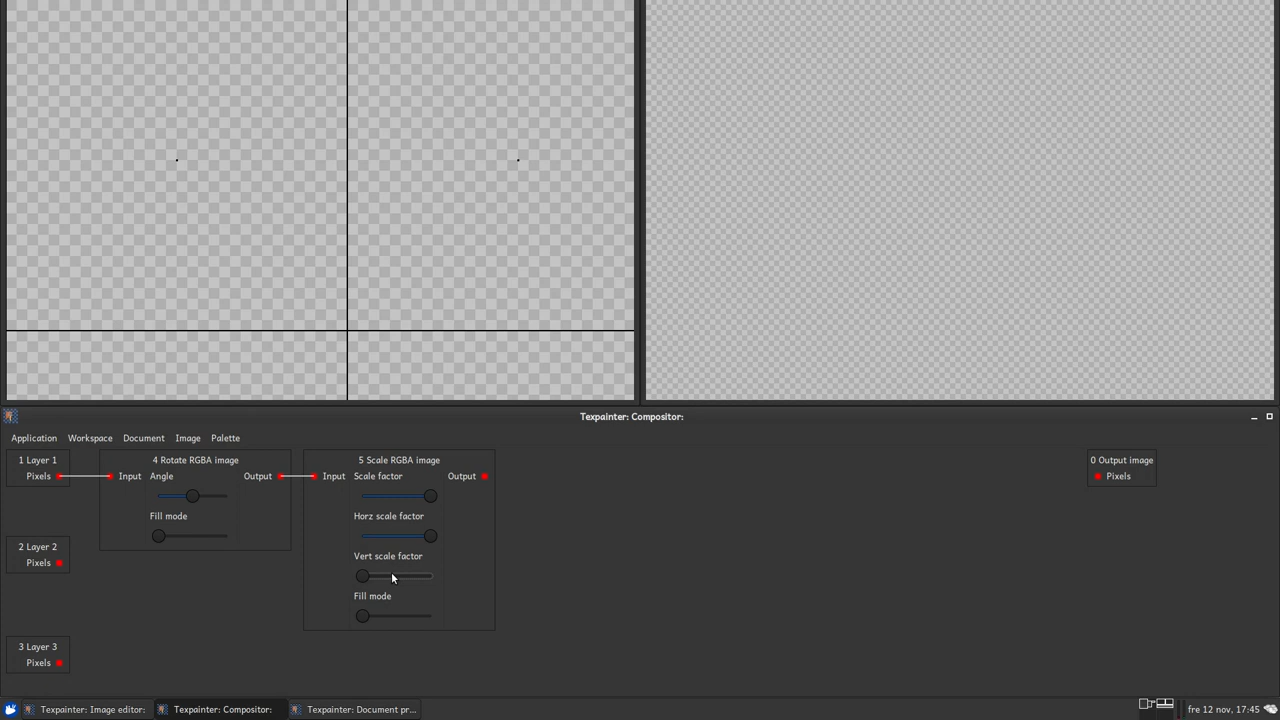 Texpainter: Compositor:
Application Workspace Document Image Palette
1 Layer 1
Pixels
4 Rotate RGBA image
Input Angle Output
Fill mode
5 Scale RGBA image
Input Scale factor Output
Horz scale factor
Vert scale factor
Fill mode
0 Output image
Pixels
2 Layer 2
Pixels
3 Layer 3
Pixels
Texpainter: Image editor: Texpainter: Compositor: Texpainter: Document pr... fre 12 nov, 17:45